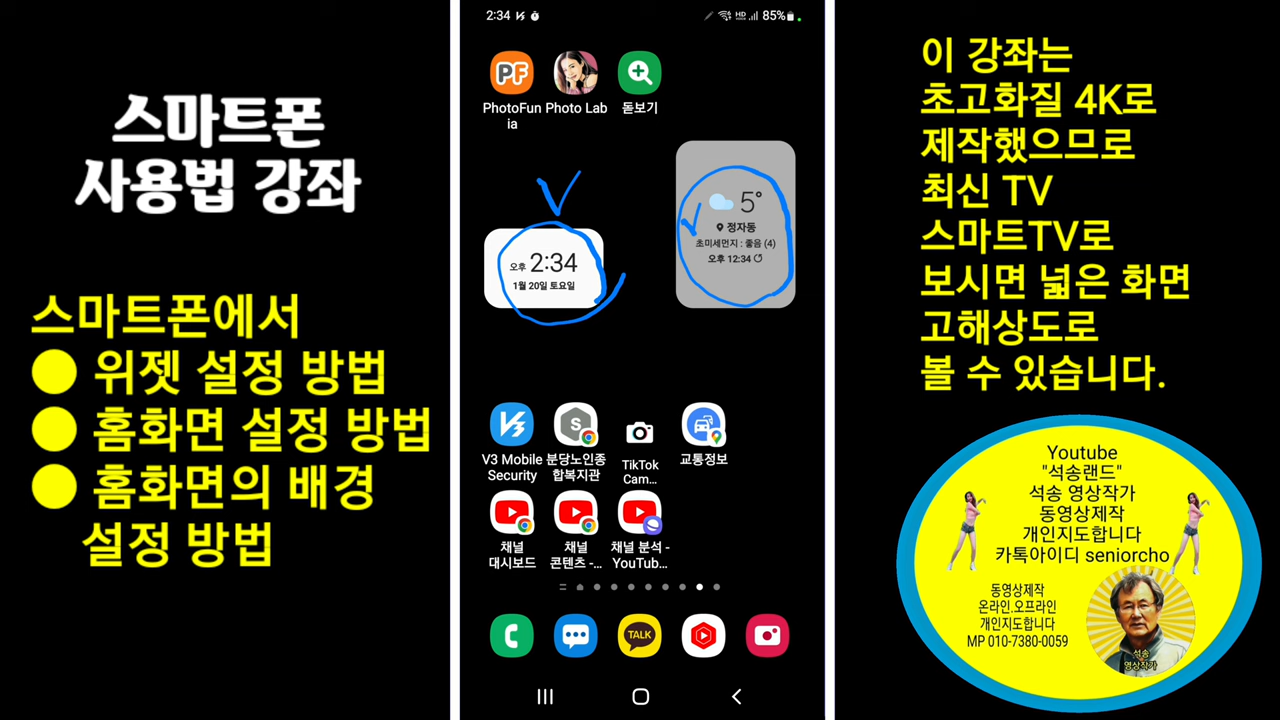 스마트폰
사용법 강좌
스마트폰에서
● 위젯 설정 방법
● 홈화면 설정 방법
● 홈화면의 배경
설정 방법
2:34
HD
85%
PF
PhotoFun
ia
Photo Lab
돋보기
오후 2:34
1월 20일 토요일
5°
정자동
초미세먼지 : 좋음 (4)
오후 12:34
S
V3 Mobile
Security
분당노인종
합복지관
TikTok
Cam...
교통정보
채널
대시보드
채널
콘텐츠 -...
채널 분석 -
YouTub...
TALK
이 강좌는
초고화질 4K로
제작했으므로
최신 TV
스마트TV로
보시면 넓은 화면
고해상도로
볼 수 있습니다.
Youtube
"석송랜드"
석송 영상작가
동영상제작
개인지도합니다
카톡아이디 seniorcho
동영상제작
온라인.오프라인
개인지도합니다
MP 010-7380-0059
석송
영상작가